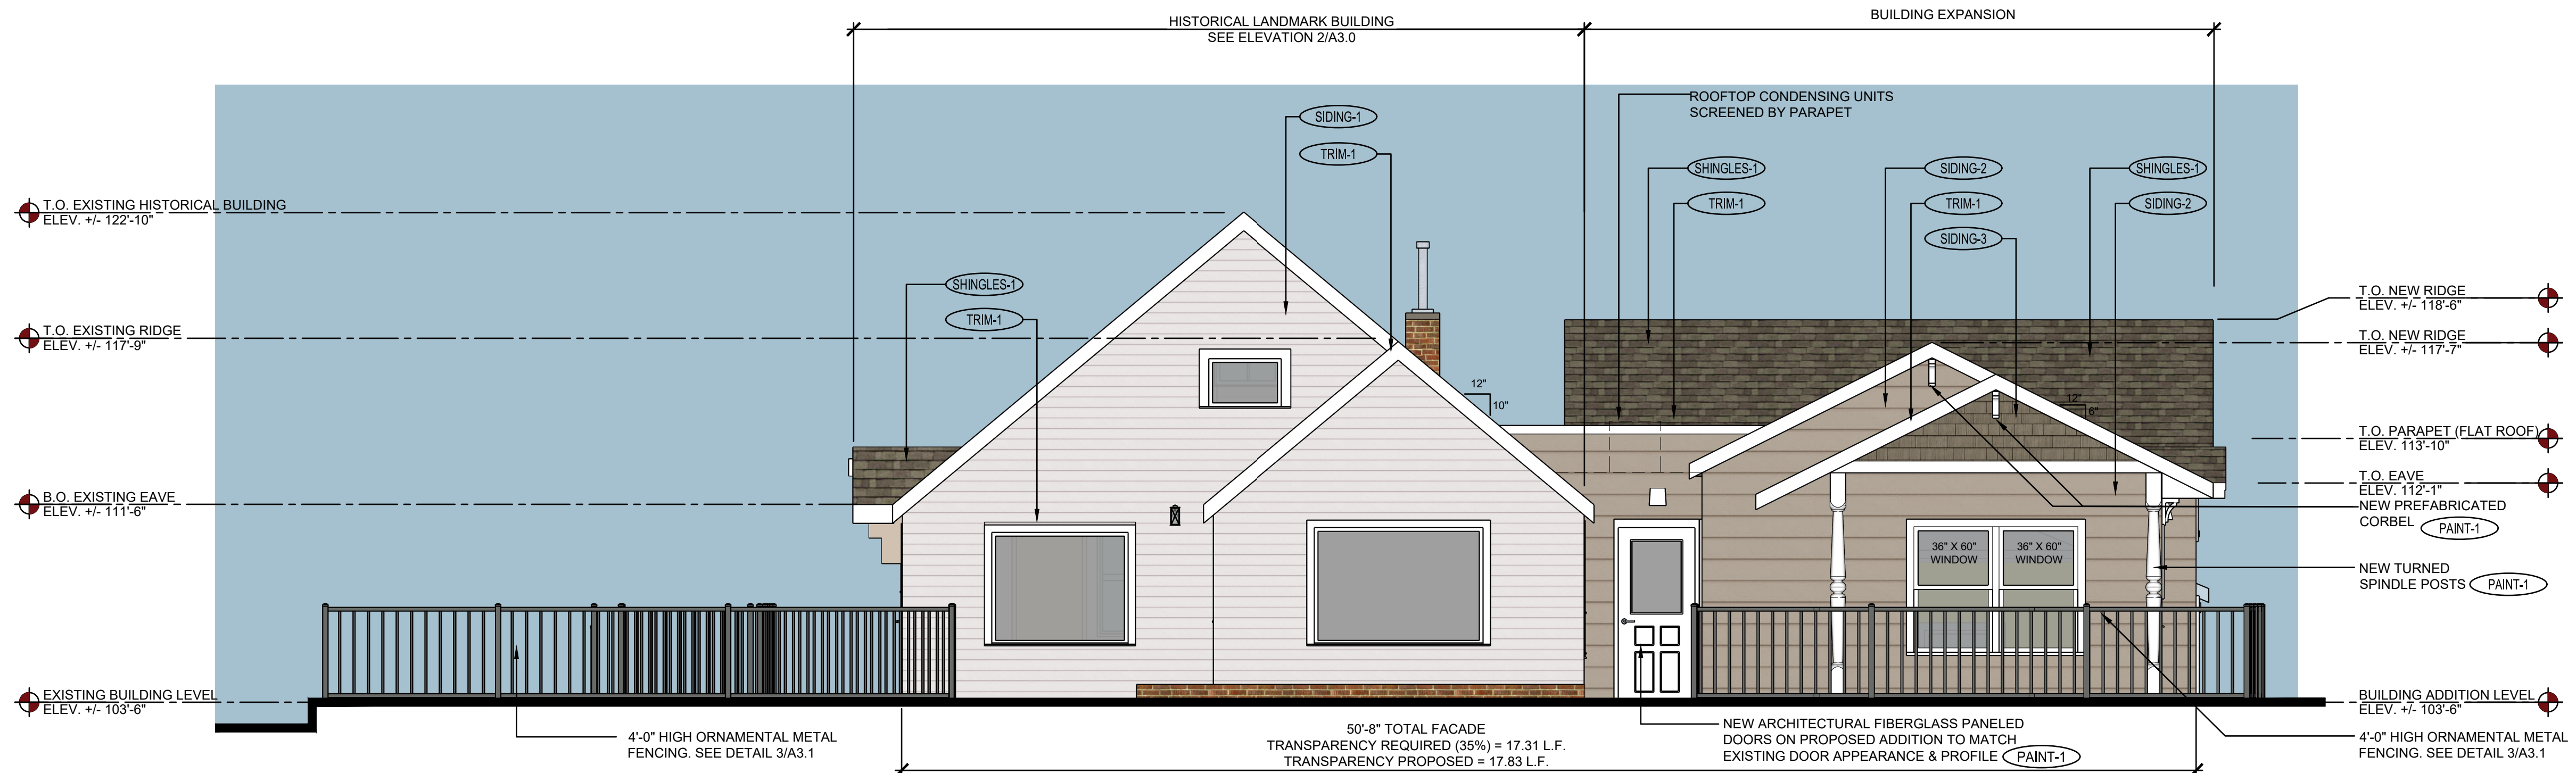 HISTORICAL LANDMARK BUILDING
SEE ELEVATION 2/A3.0
BUILDING EXPANSION
ROOFTOP CONDENSING UNITS
SCREENED BY PARAPET
SIDING-1
TRIM-1
SHINGLES-1
TRIM-1
SIDING-2
TRIM-1
SIDING-3
SHINGLES-1
SIDING-2
T.O. EXISTING HISTORICAL BUILDING
ELEV. +/- 122'-10"
SHINGLES-1
TRIM-1
T.O. EXISTING RIDGE
ELEV. +/- 117'-9"
B.O. EXISTING EAVE
ELEV. +/- 111'-6"
EXISTING BUILDING LEVEL
ELEV. +/- 103'-6"
12"
10"
12"
6"
36" X 60"
WINDOW
36" X 60"
WINDOW
T.O. NEW RIDGE
ELEV. +/- 118'-6"
T.O. NEW RIDGE
ELEV. +/- 117'-7"
T.O. PARAPET (FLAT ROOF)
ELEV. 113'-10"
T.O. EAVE
ELEV. 112'-1"
NEW PREFABRICATED
CORBEL PAINT-1
NEW TURNED
SPINDLE POSTS PAINT-1
BUILDING ADDITION LEVEL
ELEV. +/- 103'-6"
4'-0" HIGH ORNAMENTAL METAL
FENCING. SEE DETAIL 3/A3.1
50'-8" TOTAL FACADE
TRANSPARENCY REQUIRED (35%) = 17.31 L.F.
TRANSPARENCY PROPOSED = 17.83 L.F.
NEW ARCHITECTURAL FIBERGLASS PANELED
DOORS ON PROPOSED ADDITION TO MATCH
EXISTING DOOR APPEARANCE & PROFILE PAINT-1
4'-0" HIGH ORNAMENTAL METAL
FENCING. SEE DETAIL 3/A3.1